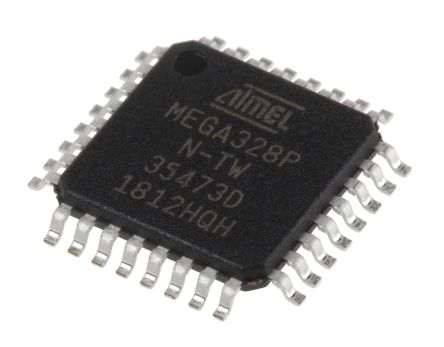 ATMEL
MEGA328P
N-TW
35473D
1812HQH